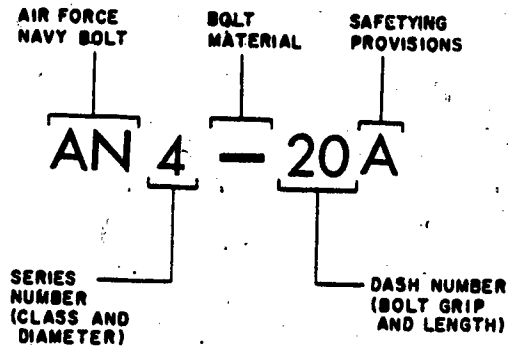 AIR FORCE
NAVY BOLT
BOLT
MATERIAL
SAFETYING
PROVISIONS
AN 4 – 20 A
SERIES
NUMBER
(CLASS AND
DIAMETER)
DASH NUMBER
(BOLT GRIP
AND LENGTH)